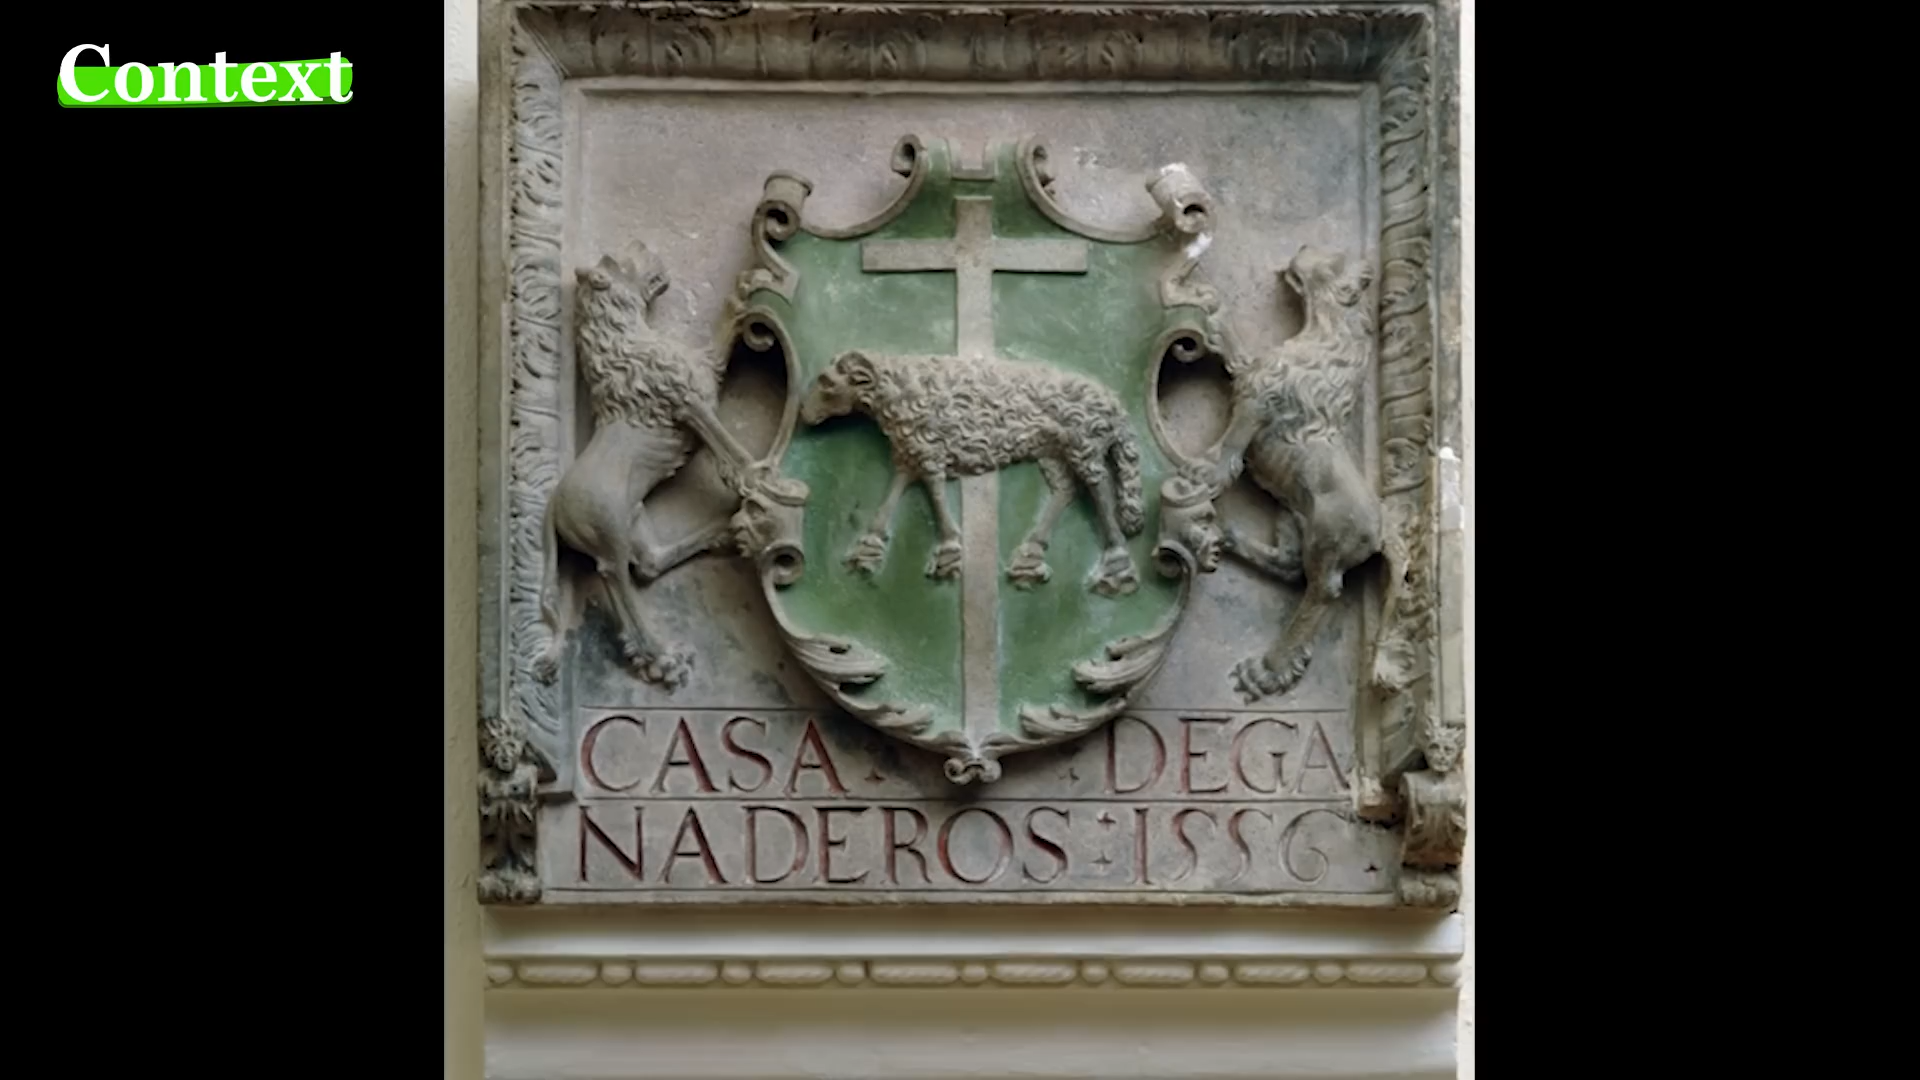 Context
CASA · · DEGA
NADEROS : 1556 ·